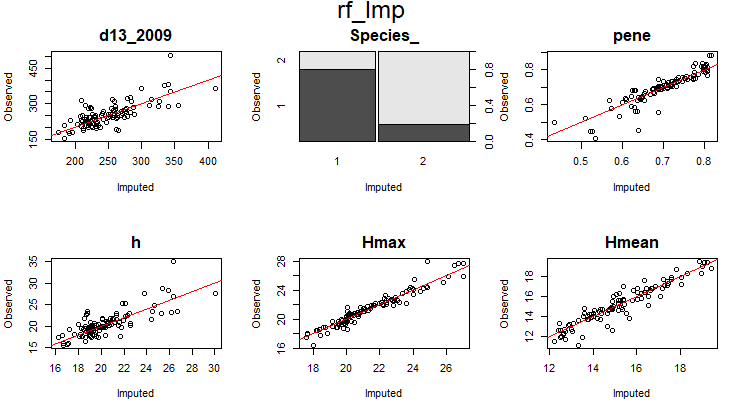 rf_Imp
d13_2009
Species_
pene
Observed
150
250
350
450
200
250
300
350
400
Imputed
Observed
1
2
1
2
0.0
0.2
0.4
0.8
Imputed
Observed
0.4
0.6
0.8
0.5
0.6
0.7
0.8
Imputed
h
Hmax
Hmean
Observed
15
20
25
30
35
16
18
20
22
24
26
28
30
Imputed
Observed
16
20
24
28
18
20
22
24
26
Imputed
Observed
12
14
16
18
12
14
16
18
Imputed